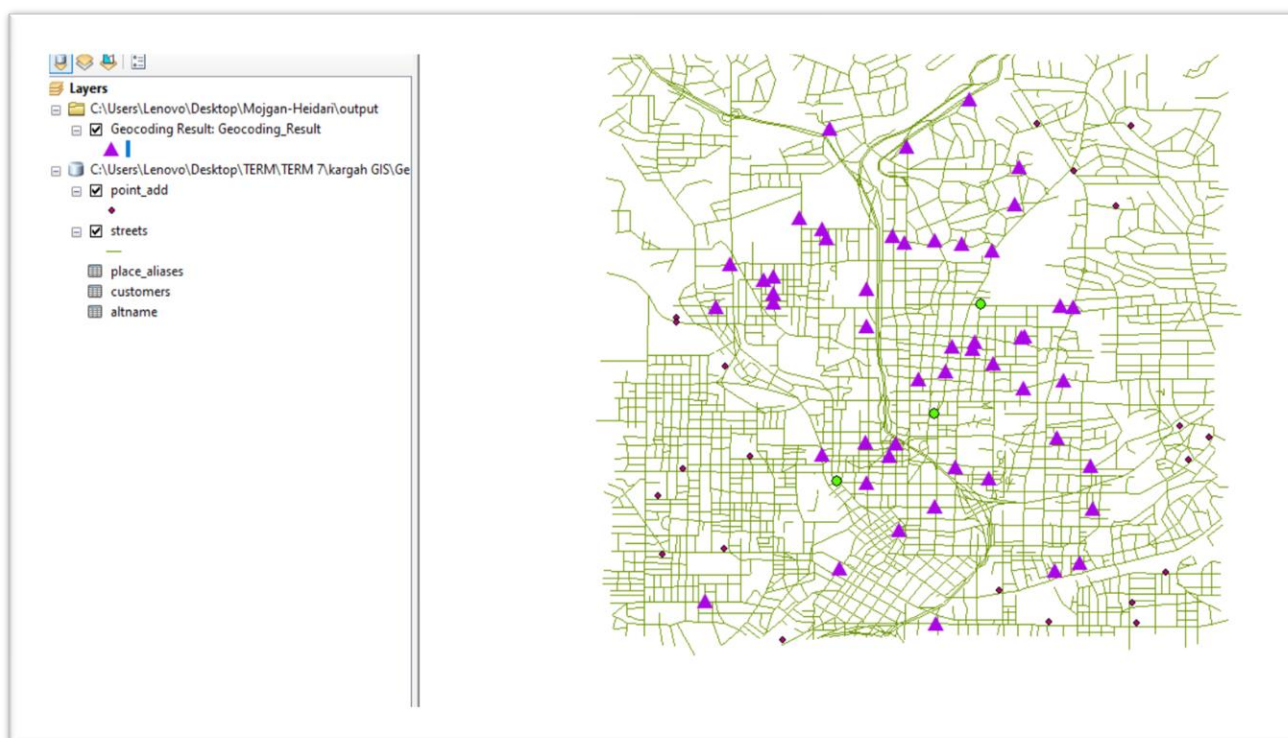 Layers
C:\Users\Lenovo\Desktop\Mojgan-Heidari\output
Geocoding Result: Geocoding_Result
C:\Users\Lenovo\Desktop\TERM\TERM 7\kargah GIS\Ge
point_add
streets
place_aliases
customers
altname